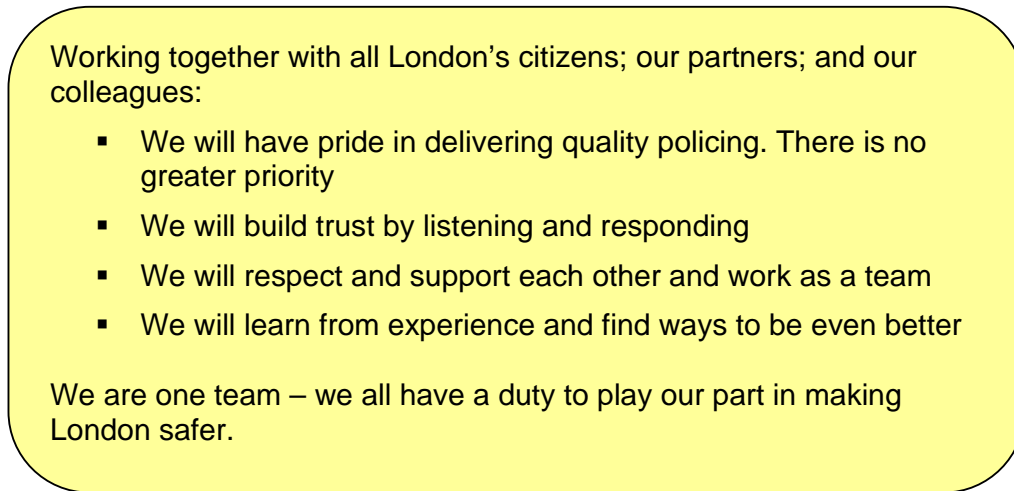 Working together with all London’s citizens; our partners; and our
colleagues:
▪ We will have pride in delivering quality policing. There is no
greater priority
▪ We will build trust by listening and responding
▪ We will respect and support each other and work as a team
▪ We will learn from experience and find ways to be even better
We are one team – we all have a duty to play our part in making
London safer.